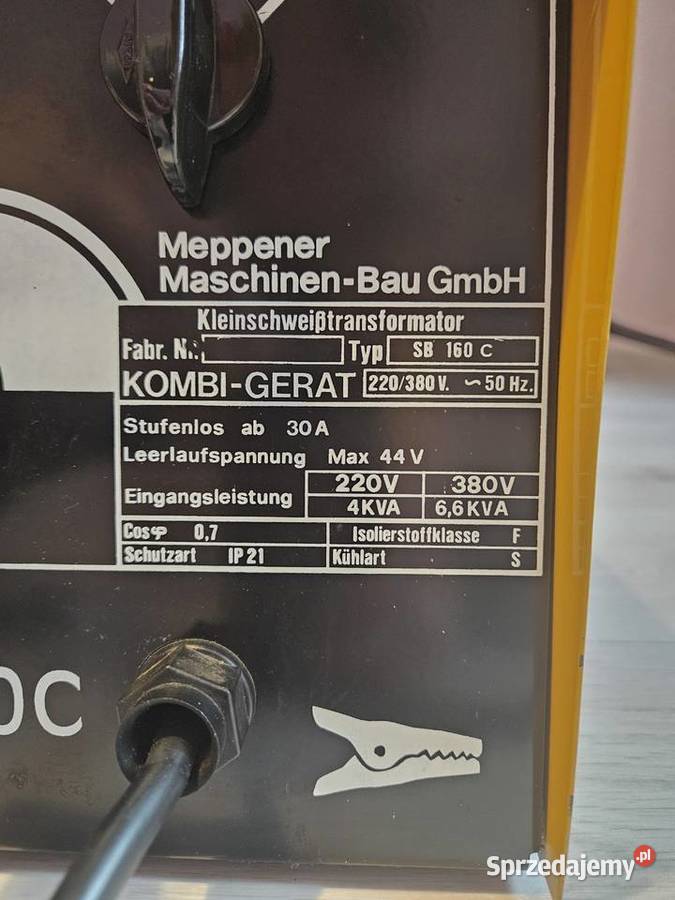 Meppener
Maschinen-Bau GmbH
Kleinschweißtransformator
Fabr. Nr. Typ SB 160 C
KOMBI-GERAT 220/380 V. ~ 50 Hz.
Stufenlos ab 30 A
Leerlaufspannung Max 44 V
Eingangsleistung 220V 380V
4KVA 6,6 KVA
Cosφ 0,7 Isolierstoffklasse F
Schutzart IP 21 Kühlart S
0C
Sprzedajemy.pl